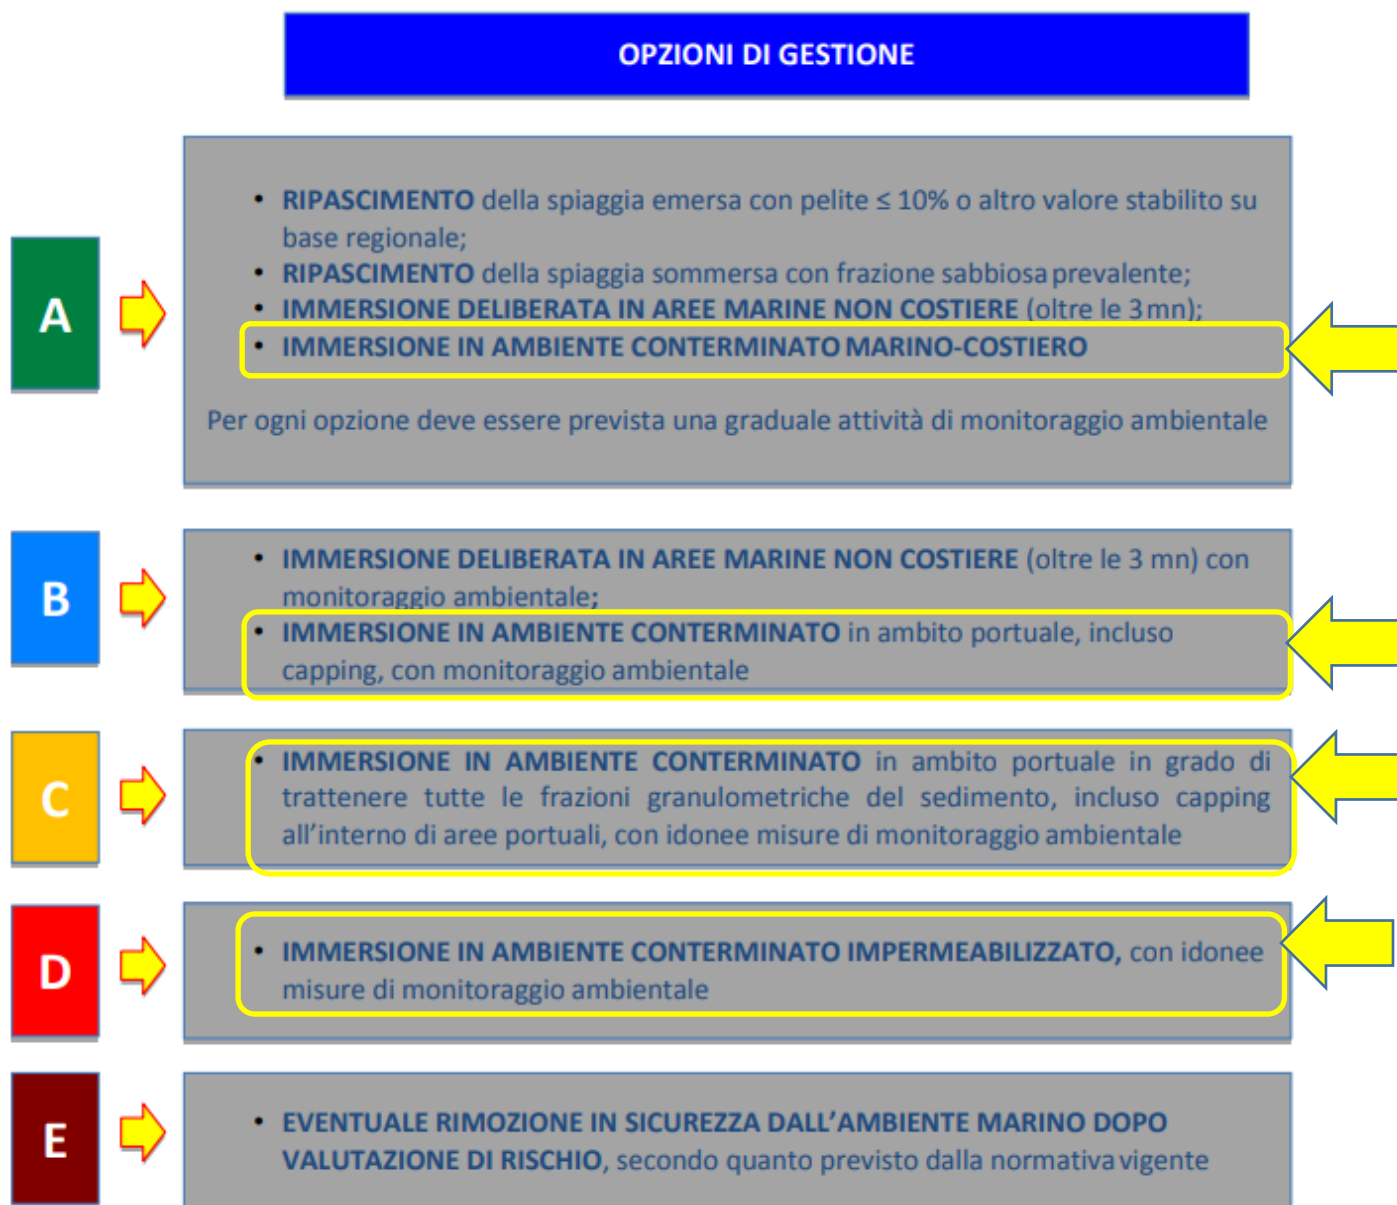 OPZIONI DI GESTIONE
A
• RIPASCIMENTO della spiaggia emersa con pelite ≤ 10% o altro valore stabilito su
base regionale;
• RIPASCIMENTO della spiaggia sommersa con frazione sabbiosa prevalente;
• IMMERSIONE DELIBERATA IN AREE MARINE NON COSTIERE (oltre le 3 mn);
• IMMERSIONE IN AMBIENTE CONTERMINATO MARINO-COSTIERO
Per ogni opzione deve essere prevista una graduale attività di monitoraggio ambientale
B
• IMMERSIONE DELIBERATA IN AREE MARINE NON COSTIERE (oltre le 3 mn) con
monitoraggio ambientale;
• IMMERSIONE IN AMBIENTE CONTERMINATO in ambito portuale, incluso
capping, con monitoraggio ambientale
C
• IMMERSIONE IN AMBIENTE CONTERMINATO in ambito portuale in grado di
trattenere tutte le frazioni granulometriche del sedimento, incluso capping
all’interno di aree portuali, con idonee misure di monitoraggio ambientale
D
• IMMERSIONE IN AMBIENTE CONTERMINATO IMPERMEABILIZZATO, con idonee
misure di monitoraggio ambientale
E
• EVENTUALE RIMOZIONE IN SICUREZZA DALL’AMBIENTE MARINO DOPO
VALUTAZIONE DI RISCHIO, secondo quanto previsto dalla normativa vigente